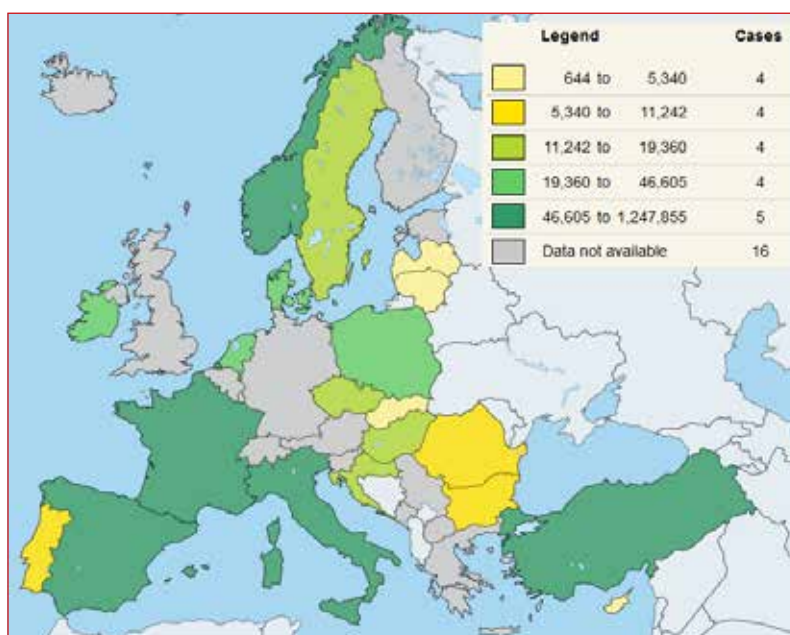 Legend Cases
644 to 5,340 4
5,340 to 11,242 4
11,242 to 19,360 4
19,360 to 46,605 4
46,605 to 1,247,855 5
Data not available 16